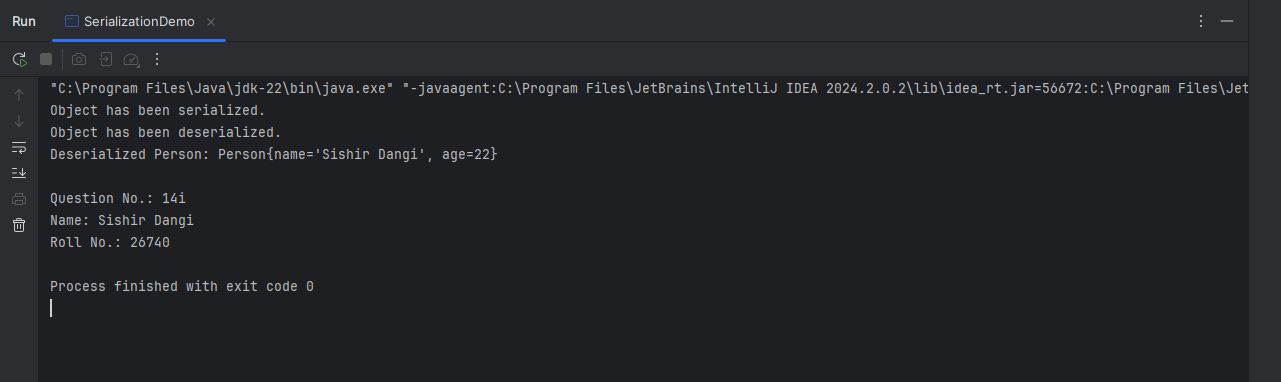 Run SerializationDemo
"C:\Program Files\Java\jdk-22\bin\java.exe" "-javaagent:C:\Program Files\JetBrains\IntelliJ IDEA 2024.2.0.2\lib\idea_rt.jar=56672:C:\Program Files\Jet
Object has been serialized.
Object has been deserialized.
Deserialized Person: Person{name='Sishir Dangi', age=22}
Question No.: 14i
Name: Sishir Dangi
Roll No.: 26740
Process finished with exit code 0